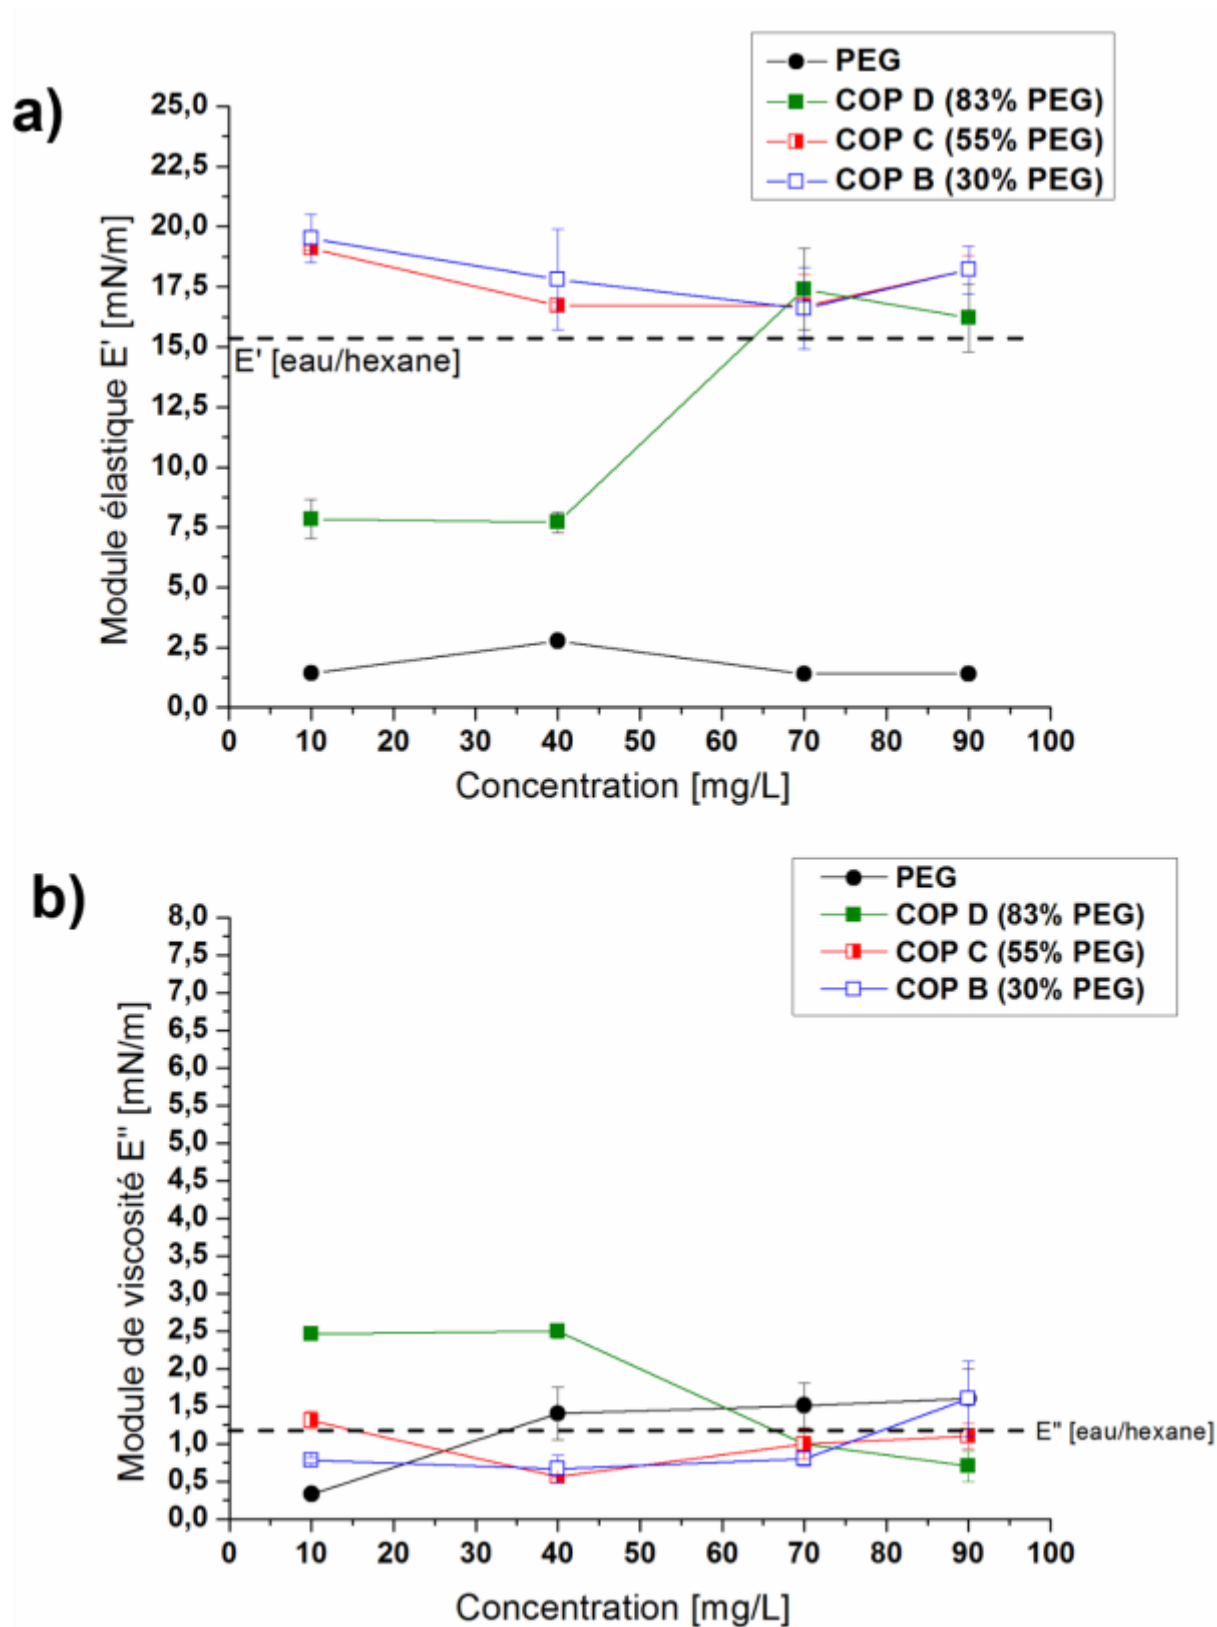 a)
PEG
COP D (83% PEG)
COP C (55% PEG)
COP B (30% PEG)
Module élastique E' [mN/m]
25,0
22,5
20,0
17,5
15,0
12,5
10,0
7,5
5,0
2,5
0,0
E' [eau/hexane]
0 10 20 30 40 50 60 70 80 90 100
Concentration [mg/L]
b)
PEG
COP D (83% PEG)
COP C (55% PEG)
COP B (30% PEG)
Module de viscosité E'' [mN/m]
8,0
7,5
7,0
6,5
6,0
5,5
5,0
4,5
4,0
3,5
3,0
2,5
2,0
1,5
1,0
0,5
0,0
E" [eau/hexane]
0 10 20 30 40 50 60 70 80 90 100
Concentration [mg/L]